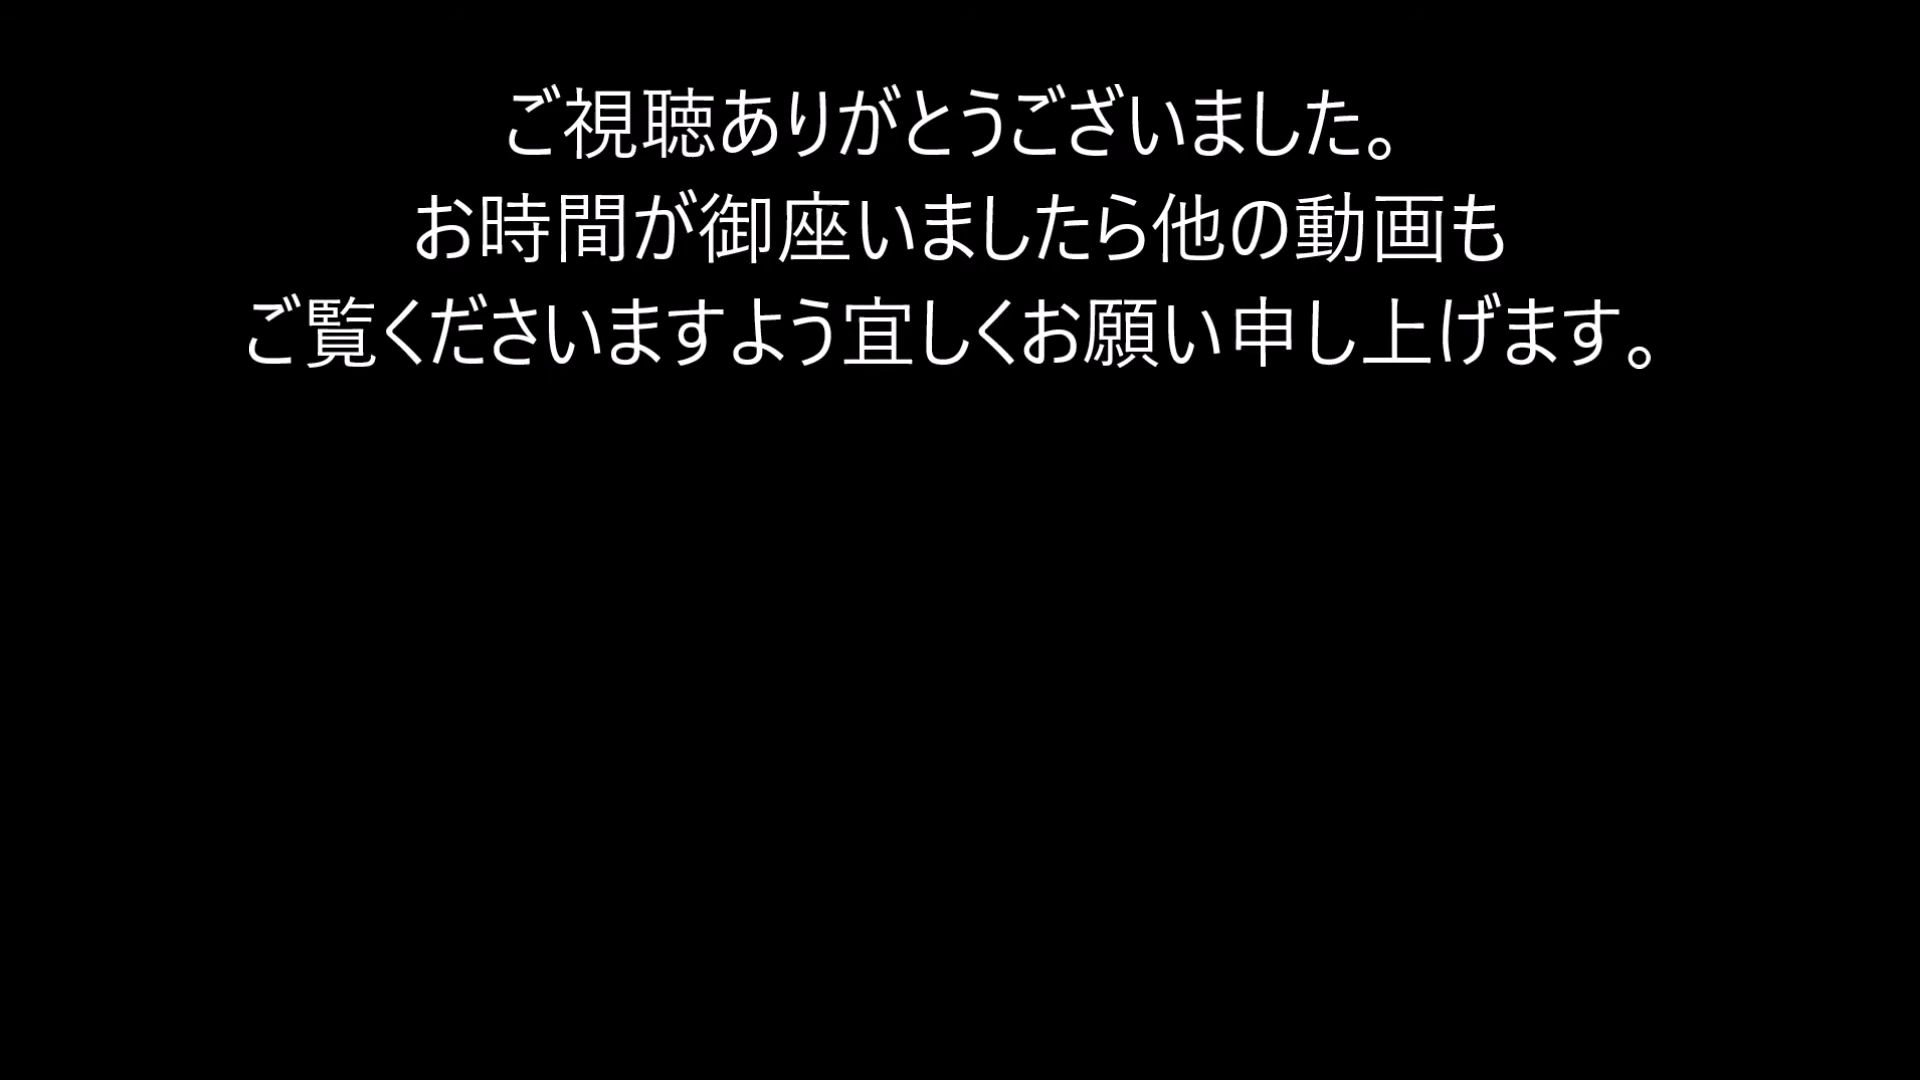 ご視聴ありがとうございました。
お時間が御座いましたら他の動画も
ご覧くださいますよう宜しくお願い申し上げます。